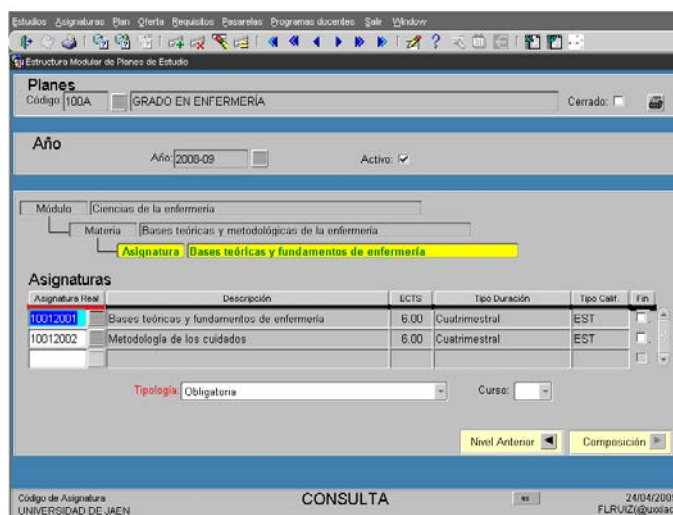 Estudios Asignaturas Plan Oferta Requisitos Pasarelas Programas docentes Salir Window
Estructura Modular de Planes de Estudio
Planes
Código: 100A GRADO EN ENFERMERÍA Cerrado:
Año
Año: 2008-09 Activo:
Módulo Ciencias de la enfermería
Materia Bases teóricas y metodológicas de la enfermería
Asignatura Bases teóricas y fundamentos de enfermería
Asignaturas
Asignatura Real Descripción ECTS Tipo Duración Tipo Calif. Fin
10012001 Bases teóricas y fundamentos de enfermería 6.00 Cuatrimestral EST
10012002 Metodología de los cuidados 6.00 Cuatrimestral EST
Tipología: Obligatoria Curso:
Nivel Anterior Composición
Código de Asignatura CONSULTA 24/04/200
UNIVERSIDAD DE JAEN